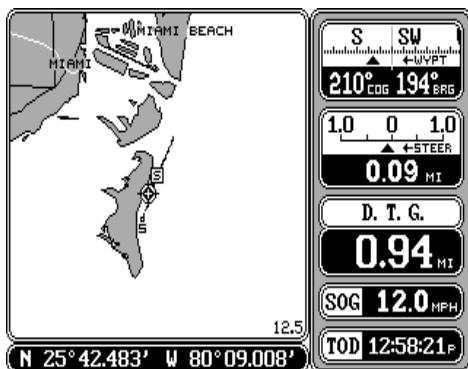 MIAMI BEACH
MIAMI
S
S
12.5
N 25°42.483' W 80°09.008'
S SW
←WYPT
210°COG 194°BRG
1.0 0 1.0
←STEER
0.09 MI
D. T. G.
0.94 MI
SOG 12.0 MPH
TOD 12:58:21P